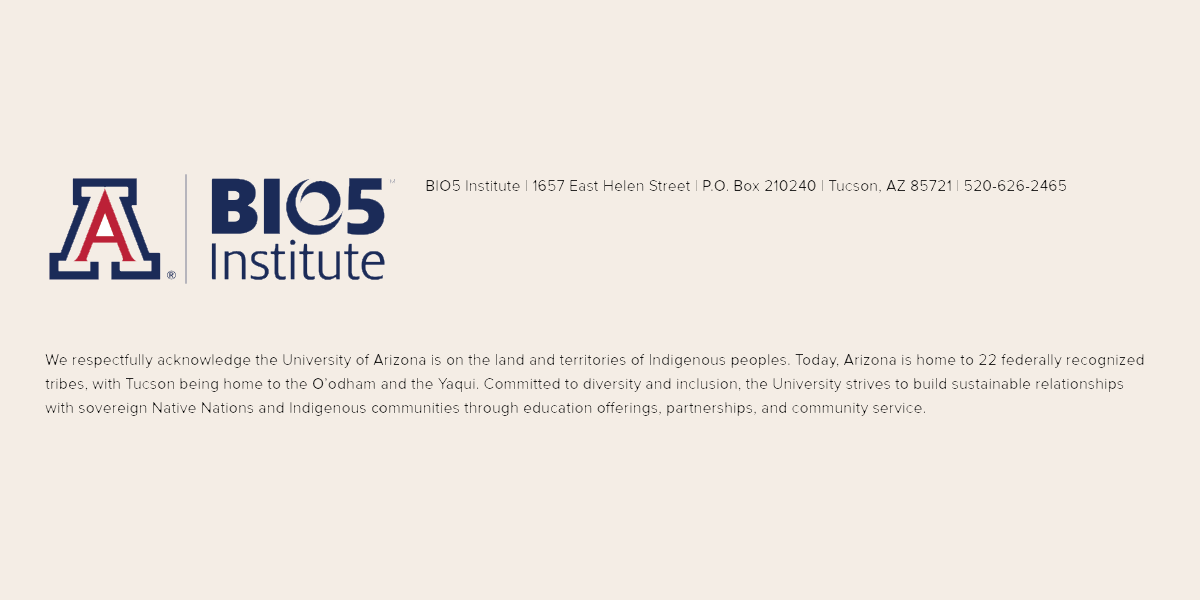 A ®
BIO5 ™
Institute
BIO5 Institute | 1657 East Helen Street | P.O. Box 210240 | Tucson, AZ 85721 | 520-626-2465
We respectfully acknowledge the University of Arizona is on the land and territories of Indigenous peoples. Today, Arizona is home to 22 federally recognized
tribes, with Tucson being home to the O'odham and the Yaqui. Committed to diversity and inclusion, the University strives to build sustainable relationships
with sovereign Native Nations and Indigenous communities through education offerings, partnerships, and community service.